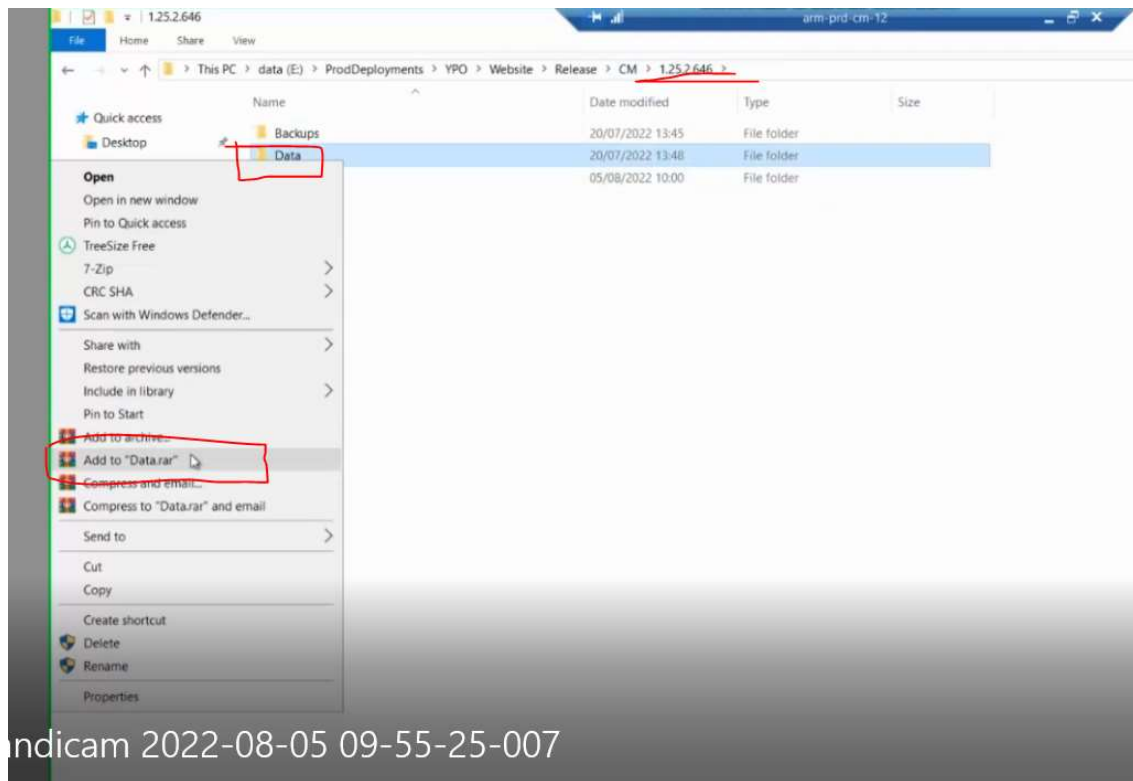 1.25.2.646
arm-prd-cm-12
File Home Share View
This PC > data (E:) > ProdDeployments > YPO > Website > Release > CM > 1.25.2.646 >
Name Date modified Type Size
Quick access
Desktop
Backups 20/07/2022 13:45 File folder
Data 20/07/2022 13:48 File folder
05/08/2022 10:00 File folder
Open
Open in new window
Pin to Quick access
TreeSize Free
7-Zip
CRC SHA
Scan with Windows Defender...
Share with
Restore previous versions
Include in library
Pin to Start
Add to archive...
Add to "Data.rar"
Compress and email...
Compress to "Data.rar" and email
Send to
Cut
Copy
Create shortcut
Delete
Rename
Properties
andicam 2022-08-05 09-55-25-007